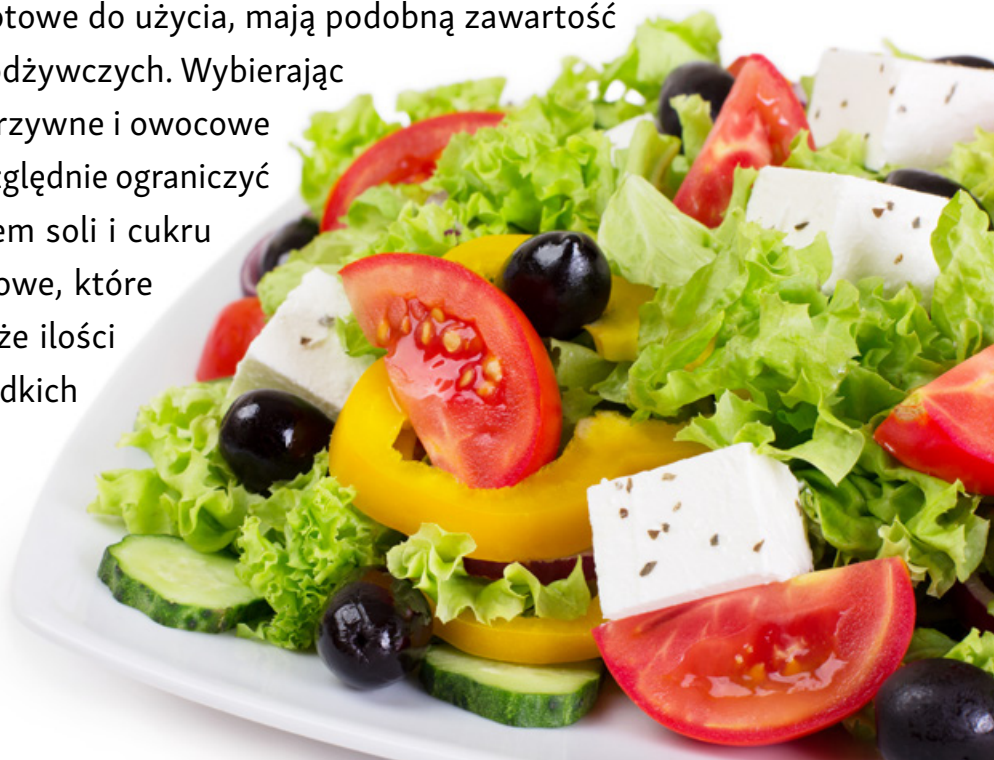 otowe do użycia, mają podobną zawartość
odżywczych. Wybierając
rzywne i owocowe
ględnie ograniczyć
em soli i cukru
owe, które
że ilości
dkich